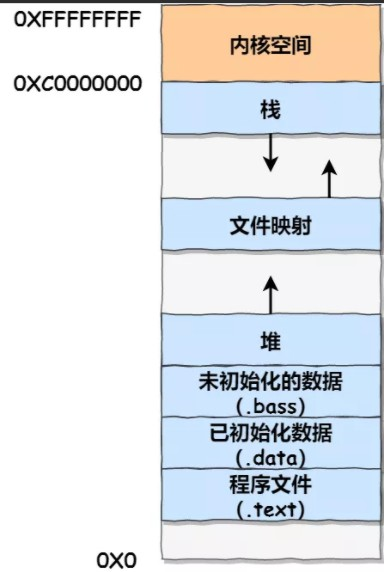 0XFFFFFFFF
内核空间
0XC0000000
栈
文件映射
堆
未初始化的数据
(.bass)
已初始化数据
(.data)
程序文件
(.text)
0X0